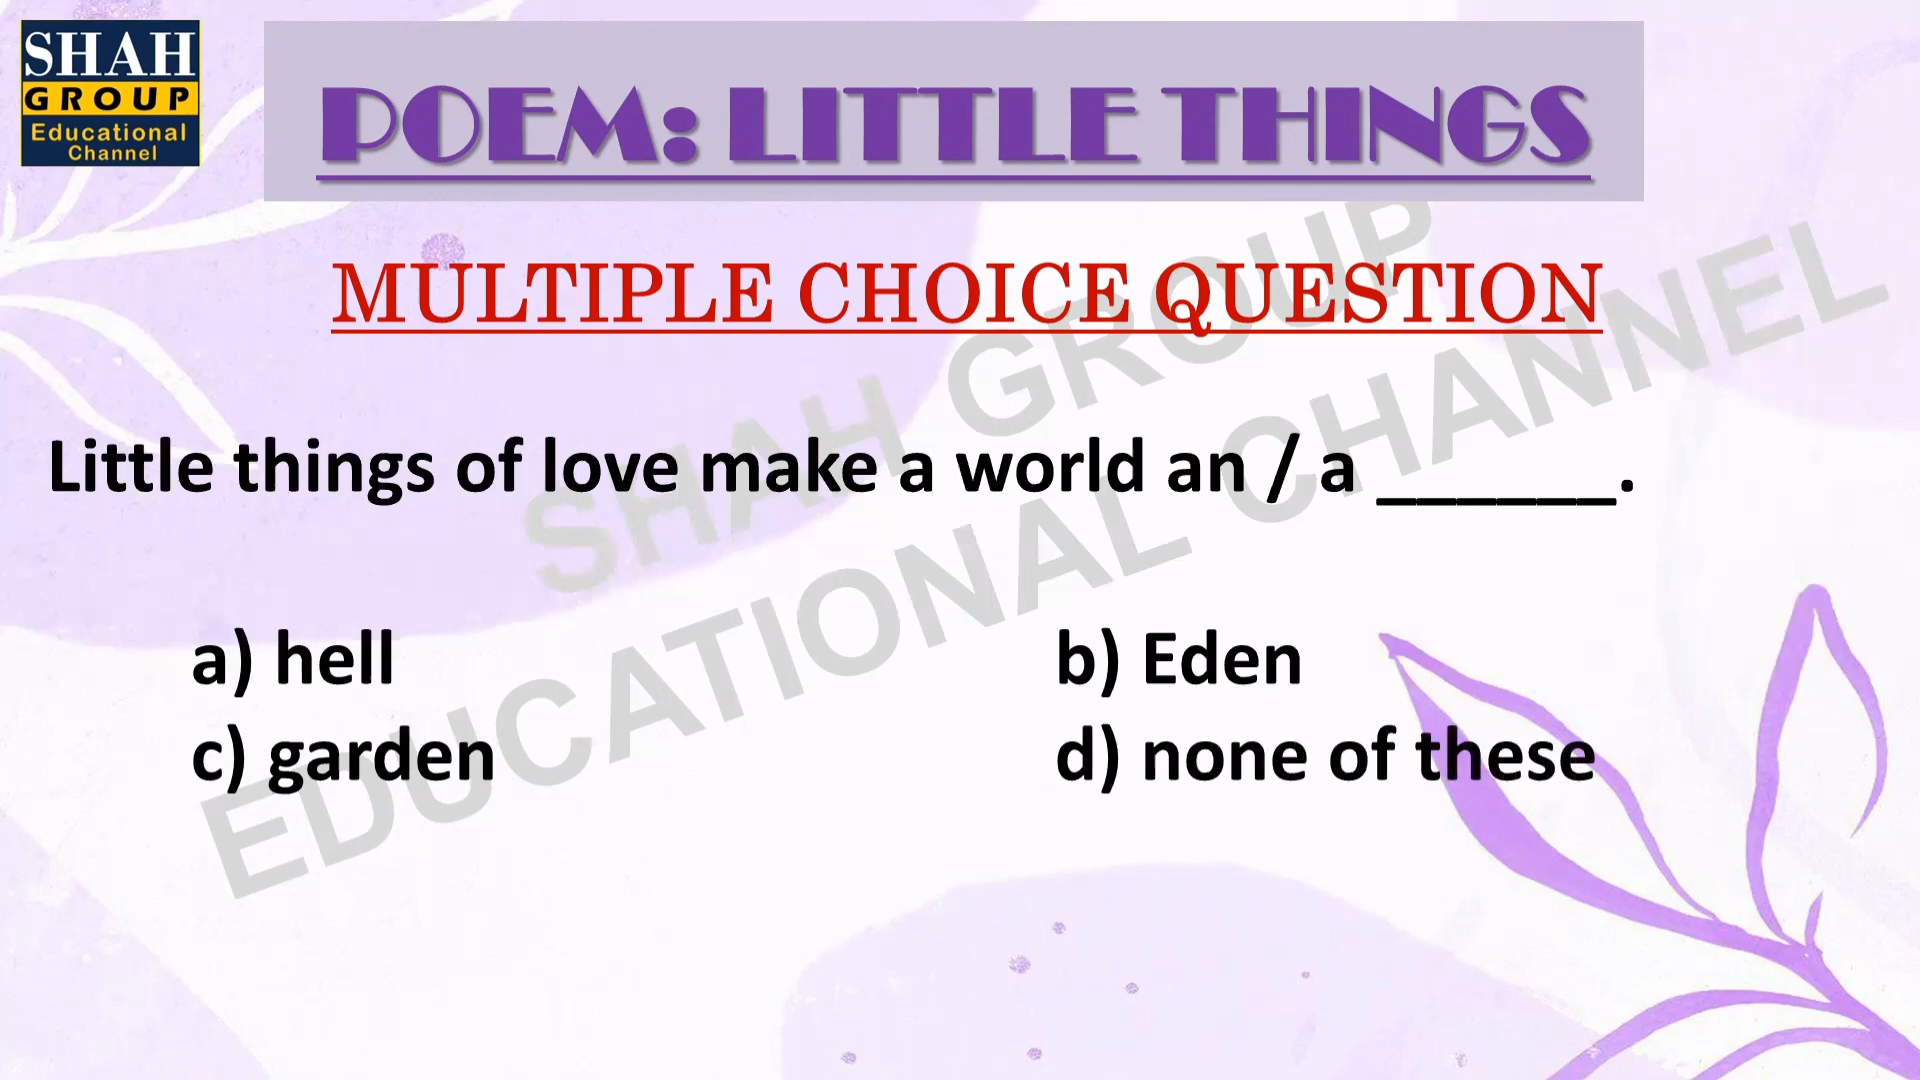 SHAH
GROUP
Educational
Channel
POEM: LITTLE THINGS
MULTIPLE CHOICE QUESTION
SHAH GROUP
EDUCATIONAL CHANNEL
Little things of love make a world an / a ______.
a) hell
b) Eden
c) garden
d) none of these